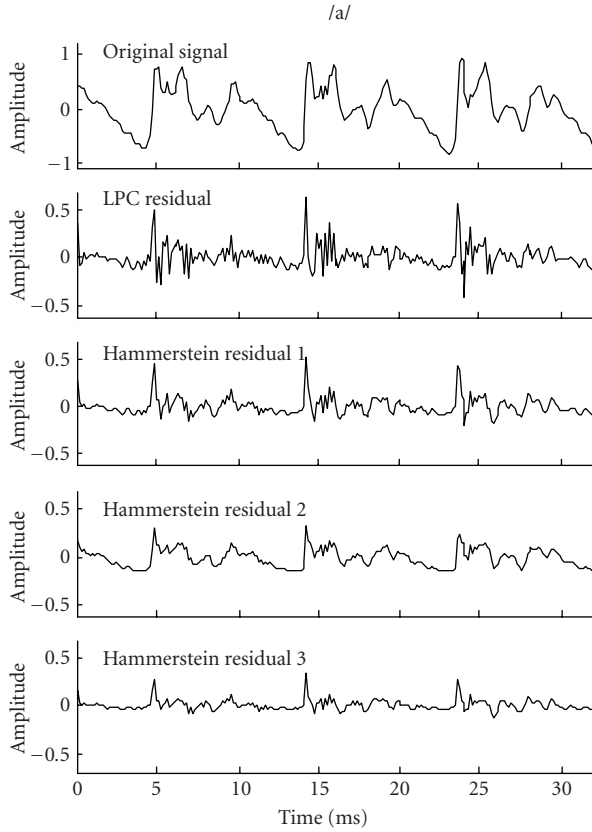 /a/
Original signal
Amplitude
1
0
−1
LPC residual
Amplitude
0.5
0
−0.5
Hammerstein residual 1
Amplitude
0.5
0
−0.5
Hammerstein residual 2
Amplitude
0.5
0
−0.5
Hammerstein residual 3
Amplitude
0.5
0
−0.5
0 5 10 15 20 25 30
Time (ms)